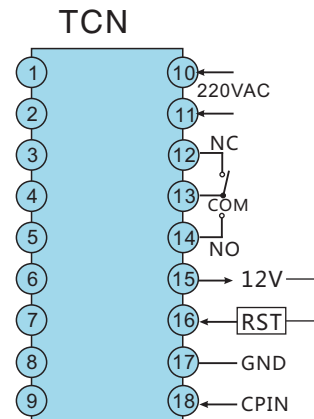 TCN
1 10
220VAC
2 11
3 12 NC
4 13 COM
5 14 NO
6 15 12V
7 16 RST
8 17 GND
9 18 CPIN